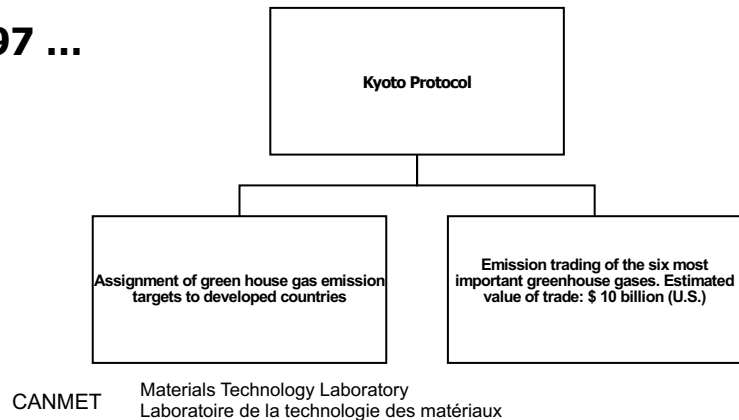 97 ...
Kyoto Protocol
Assignment of green house gas emission
targets to developed countries
Emission trading of the six most
important greenhouse gases. Estimated
value of trade: $ 10 billion (U.S.)
CANMET
Materials Technology Laboratory
Laboratoire de la technologie des matériaux